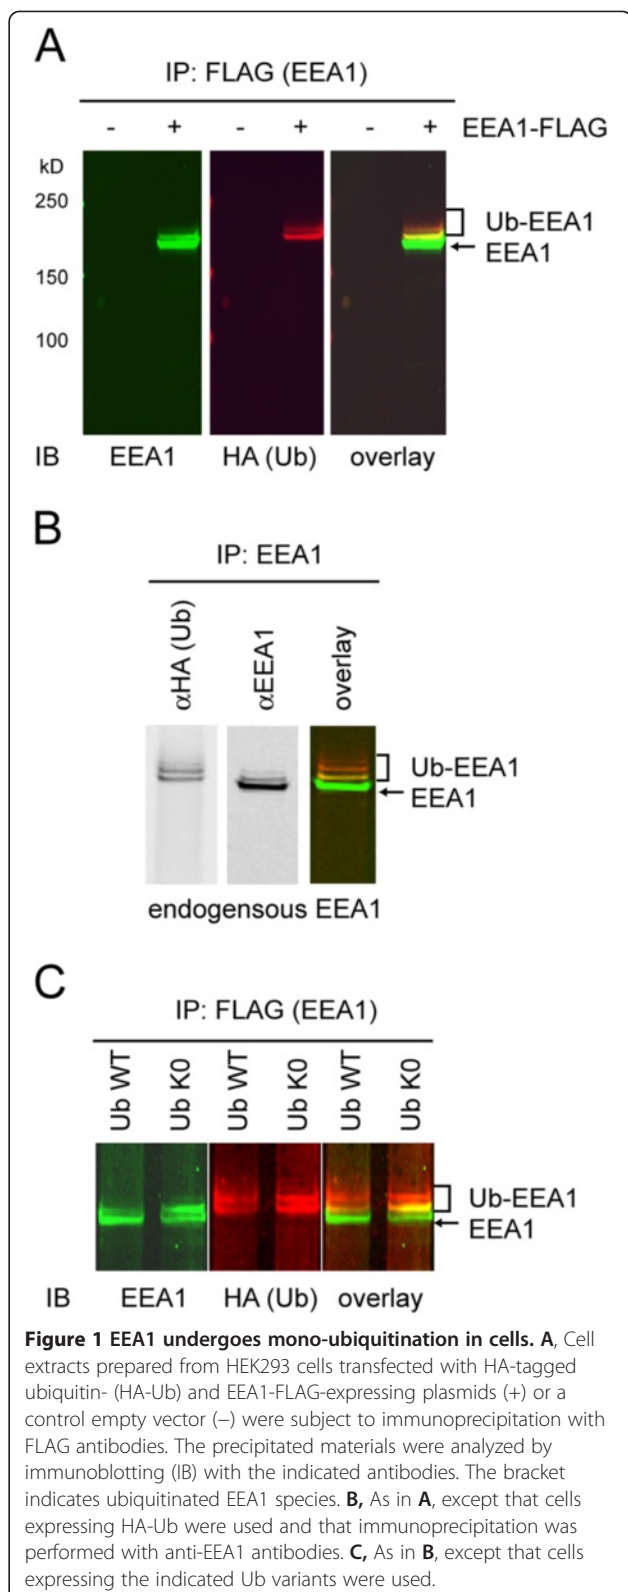 A
IP: FLAG (EEA1)
- + - + - + EEA1-FLAG
kD
250
150
100
Ub-EEA1
EEA1
IB EEA1 HA (Ub) overlay
B
IP: EEA1
αHA (Ub) αEEA1 overlay
Ub-EEA1
EEA1
endogensous EEA1
C
IP: FLAG (EEA1)
Ub WT Ub K0 Ub WT Ub K0 Ub WT Ub K0
Ub-EEA1
EEA1
IB EEA1 HA (Ub) overlay
Figure 1 EEA1 undergoes mono-ubiquitination in cells. A, Cell
extracts prepared from HEK293 cells transfected with HA-tagged
ubiquitin- (HA-Ub) and EEA1-FLAG-expressing plasmids (+) or a
control empty vector (−) were subject to immunoprecipitation with
FLAG antibodies. The precipitated materials were analyzed by
immunoblotting (IB) with the indicated antibodies. The bracket
indicates ubiquitinated EEA1 species. B, As in A, except that cells
expressing HA-Ub were used and that immunoprecipitation was
performed with anti-EEA1 antibodies. C, As in B, except that cells
expressing the indicated Ub variants were used.